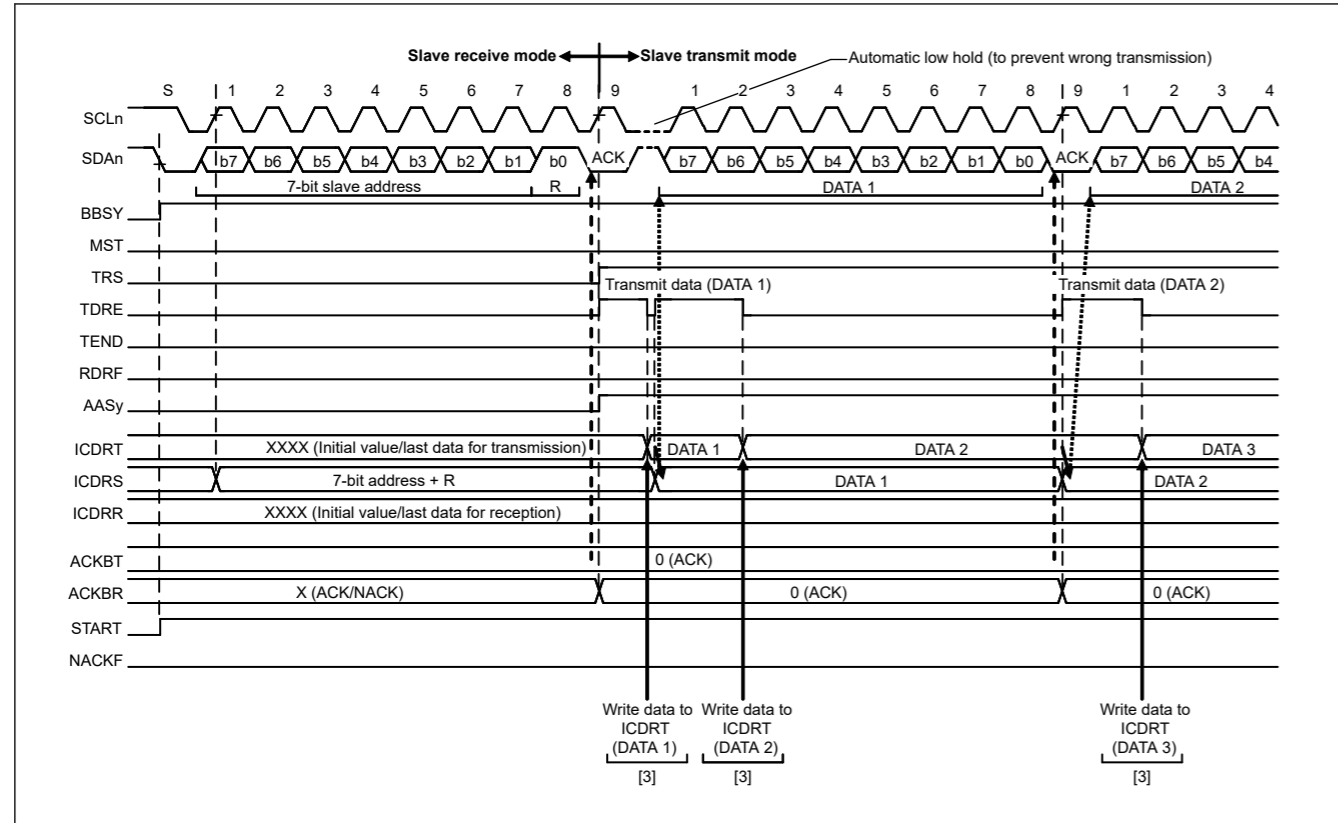 Slave receive mode Slave transmit mode Automatic low hold (to prevent wrong transmission)
S 1 2 3 4 5 6 7 8 9 1 2 3 4 5 6 7 8 9 1 2 3 4
SCLn
SDAn b7 b6 b5 b4 b3 b2 b1 b0 ACK b7 b6 b5 b4 b3 b2 b1 b0 ACK b7 b6 b5 b4
7-bit slave address R DATA 1 DATA 2
BBSY
MST
TRS
Transmit data (DATA 1) Transmit data (DATA 2)
TDRE
TEND
RDRF
AASy
ICDRT XXXX (Initial value/last data for transmission) DATA 1 DATA 2 DATA 3
ICDRS 7-bit address + R DATA 1 DATA 2
ICDRR XXXX (Initial value/last data for reception)
ACKBT 0 (ACK)
ACKBR X (ACK/NACK) 0 (ACK) 0 (ACK)
START
NACKF
Write data to Write data to Write data to
ICDRT ICDRT ICDRT
(DATA 1) (DATA 2) (DATA 3)
[3] [3] [3]